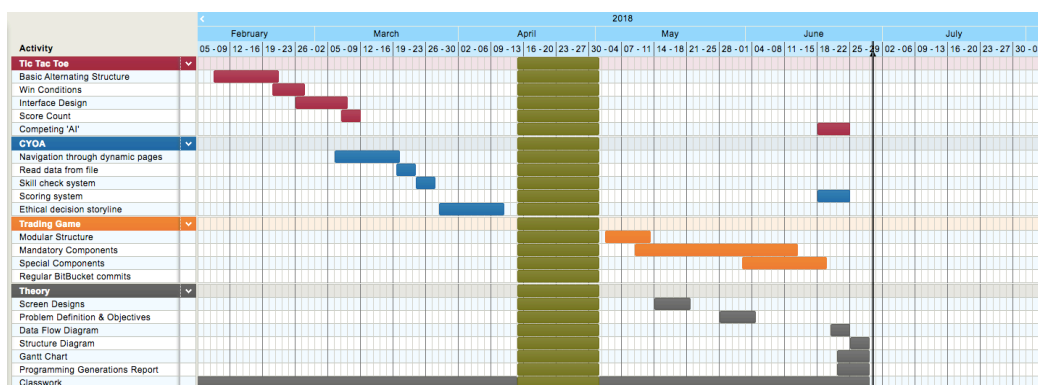 2018
February March April May June July
Activity 05 - 09 12 - 16 19 - 23 26 - 02 05 - 09 12 - 16 19 - 23 26 - 30 02 - 06 09 - 13 16 - 20 23 - 27 30 - 04 07 - 11 14 - 18 21 - 25 28 - 01 04 - 08 11 - 15 18 - 22 25 - 29 02 - 06 09 - 13 16 - 20 23 - 27 30 - 0
Tic Tac Toe
Basic Alternating Structure
Win Conditions
Interface Design
Score Count
Competing 'AI'
CYOA
Navigation through dynamic pages
Read data from file
Skill check system
Scoring system
Ethical decision storyline
Trading Game
Modular Structure
Mandatory Components
Special Components
Regular BitBucket commits
Theory
Screen Designs
Problem Definition & Objectives
Data Flow Diagram
Structure Diagram
Gantt Chart
Programming Generations Report
Classwork